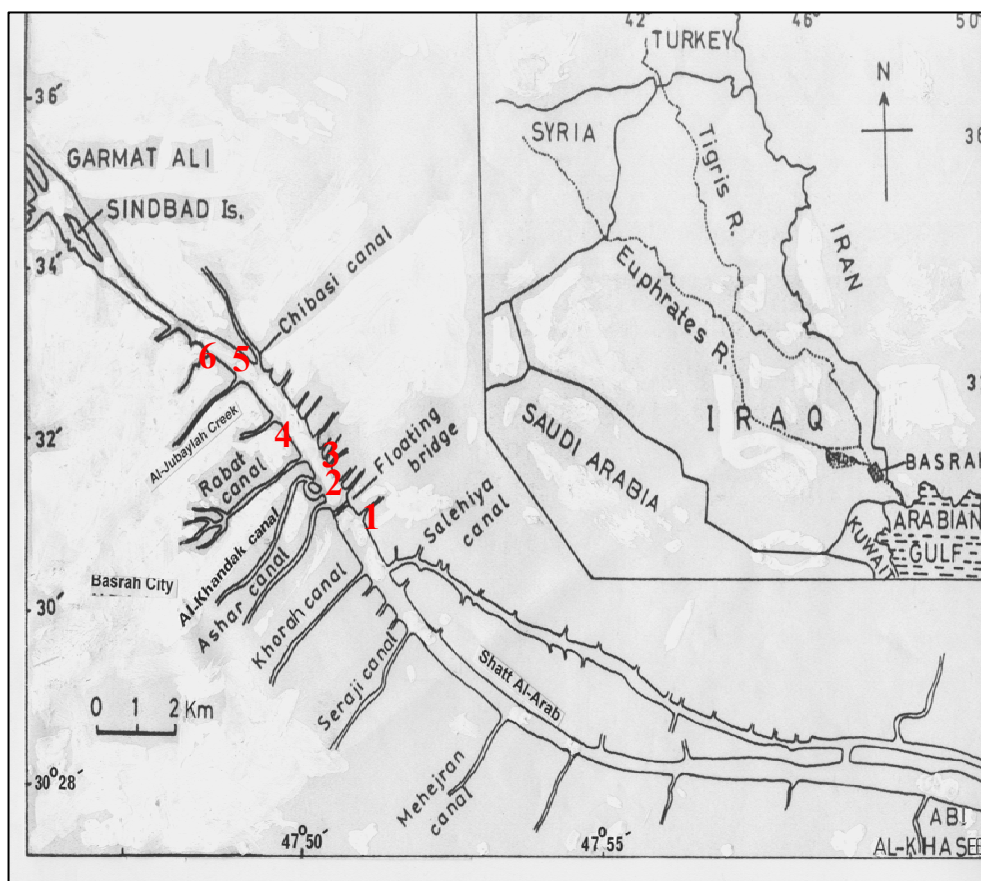 42°
46°
50
TURKEY
N
36
SYRIA
Tigris R.
IRAN
Euphrates R.
IRAQ
SAUDI ARABIA
BASRAH
KUWAIT
ARABIAN
GULF
36´
GARMAT ALI
SINDBAD Is.
34´
Chibasi canal
6
5
32´
4
3
2
1
Al-Jubaylah Creek
Rabat
canal
Floating
bridge
Salehiya
canal
Al-Khandak canal
Basrah City
Ashar canal
30´
Khorah canal
Seraji canal
Shatt Al-Arab
0 1 2 Km
Mehejran
canal
30°28´
ABI
AL-KHASEE
47°50´
47°55´